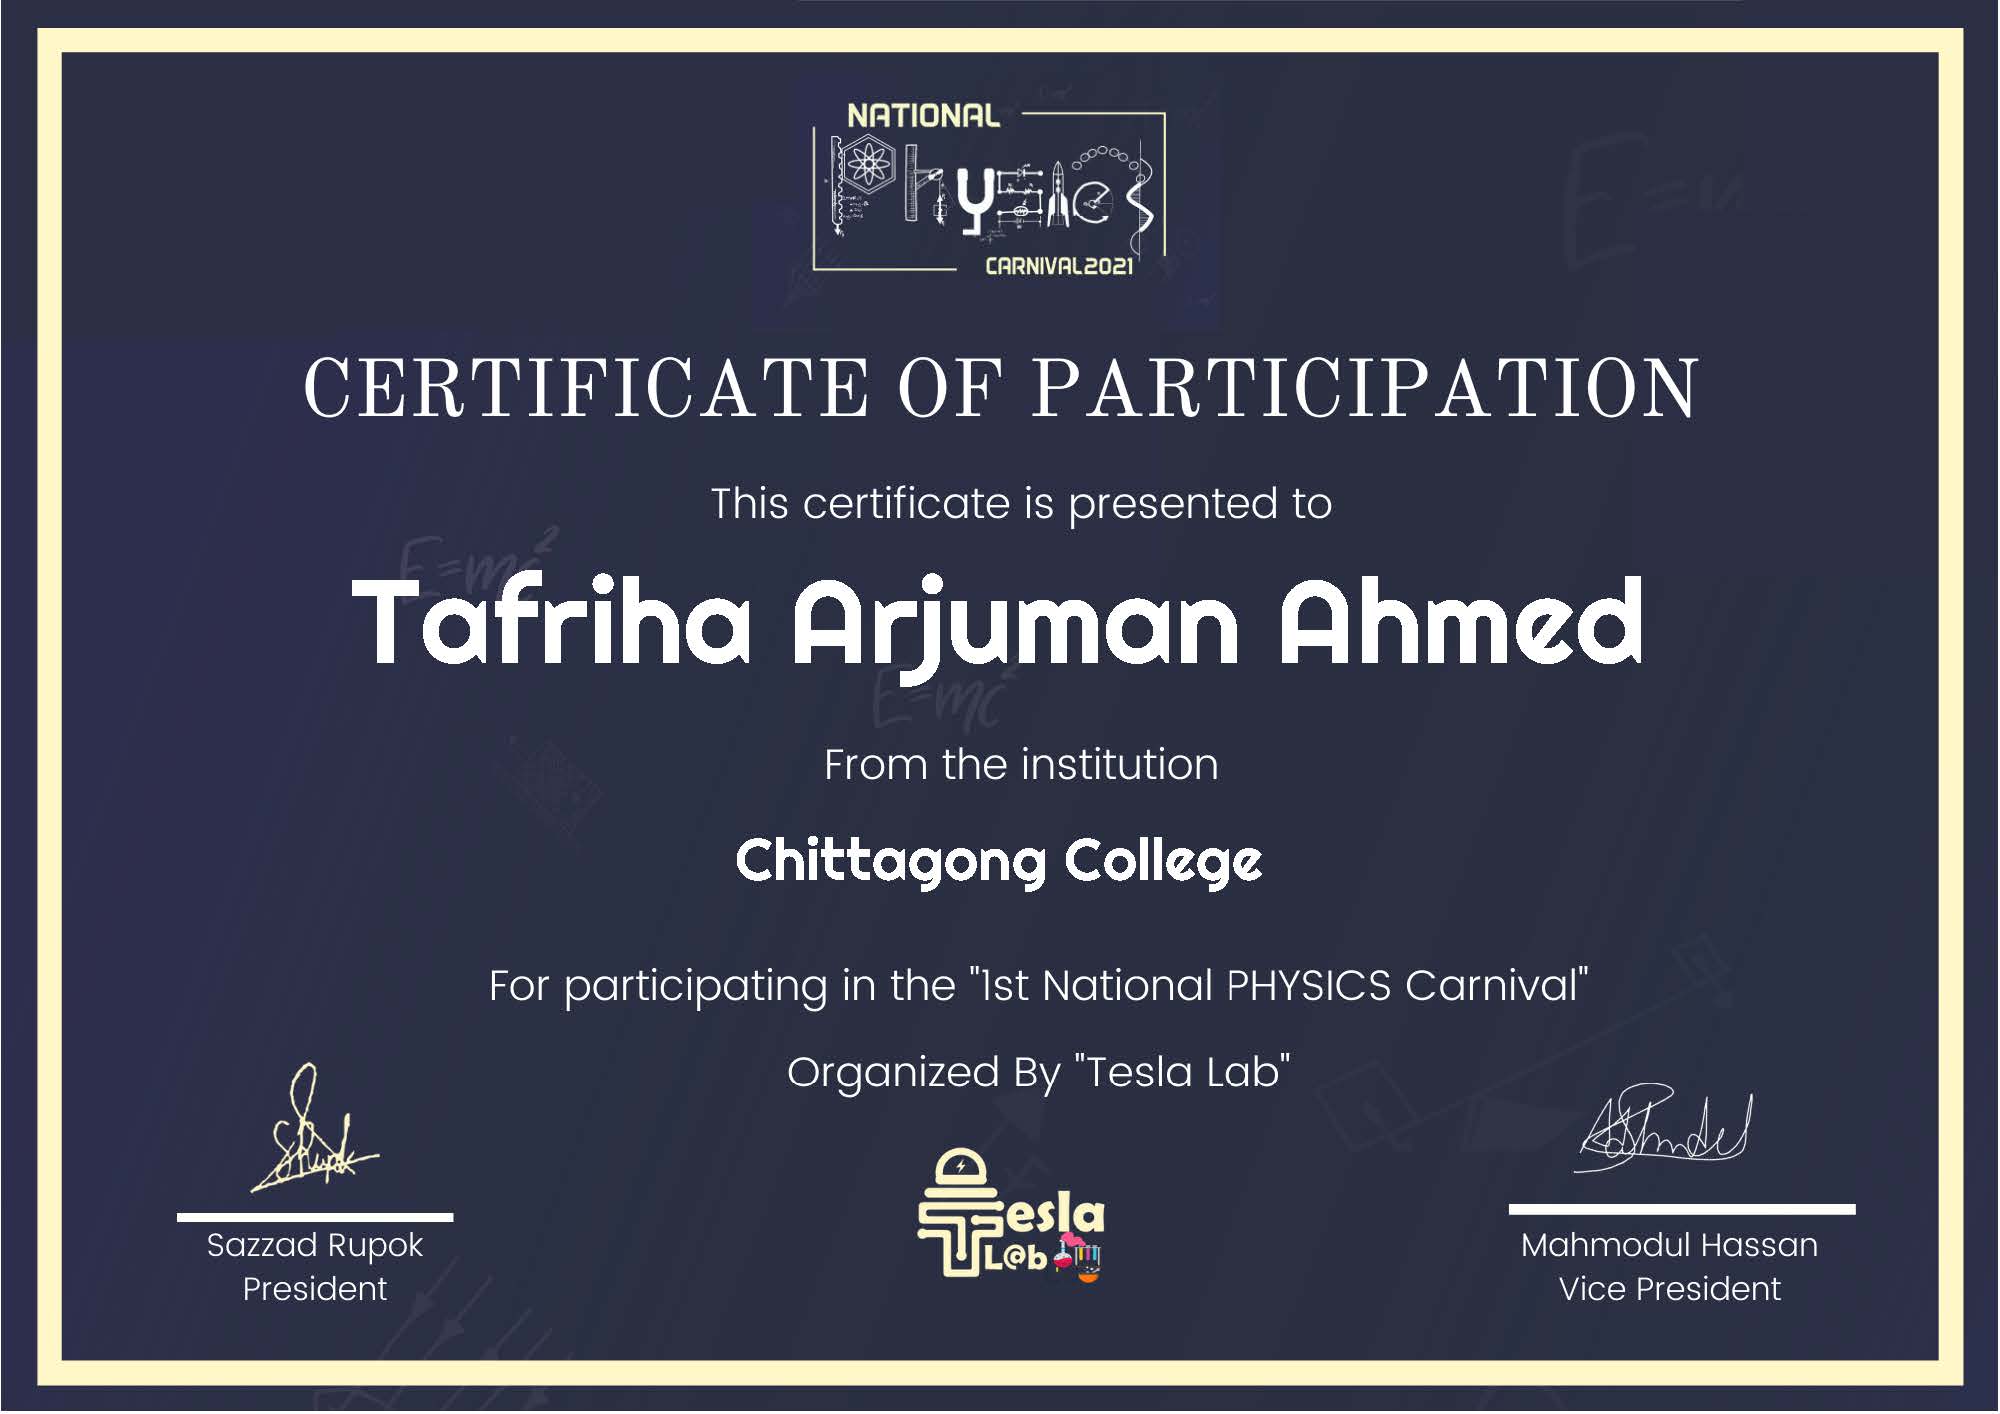 NATIONAL
Physics
CARNIVAL2021
CERTIFICATE OF PARTICIPATION
This certificate is presented to
E=mc²
Tafriha Arjuman Ahmed
E=mc²
From the institution
Chittagong College
For participating in the "1st National PHYSICS Carnival"
Organized By "Tesla Lab"
Tesla
L@b
Sazzad Rupok
President
Mahmodul Hassan
Vice President